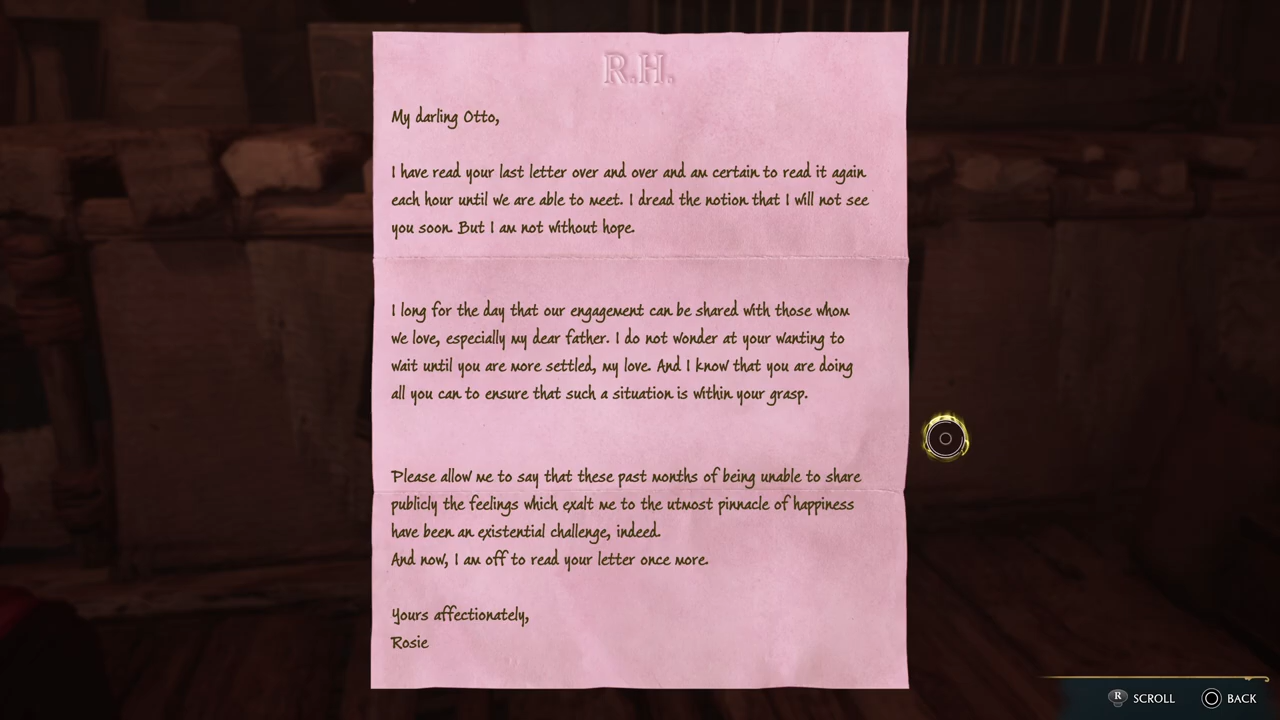 R.H.
My darling Otto,
I have read your last letter over and over and am certain to read it again
each hour until we are able to meet. I dread the notion that I will not see
you soon. But I am not without hope.
I long for the day that our engagement can be shared with those whom
we love, especially my dear father. I do not wonder at your wanting to
wait until you are more settled, my love. And I know that you are doing
all you can to ensure that such a situation is within your grasp.
Please allow me to say that these past months of being unable to share
publicly the feelings which exalt me to the utmost pinnacle of happiness
have been an existential challenge, indeed.
And now, I am off to read your letter once more.
Yours affectionately,
Rosie
R SCROLL BACK